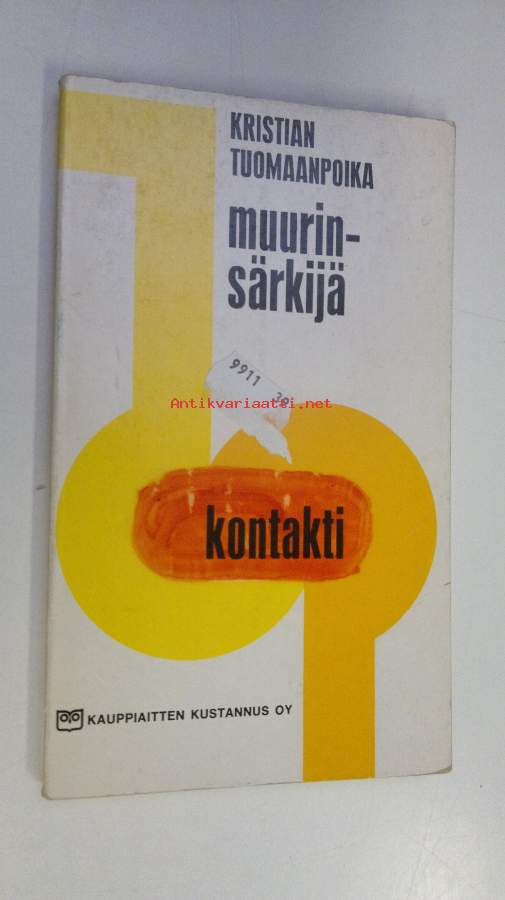 KRISTIAN
TUOMAANPOIKA
muurin-
särkijä
9911
Antikvariaatti.net
kontakti
KAUPPIAITTEN KUSTANNUS OY